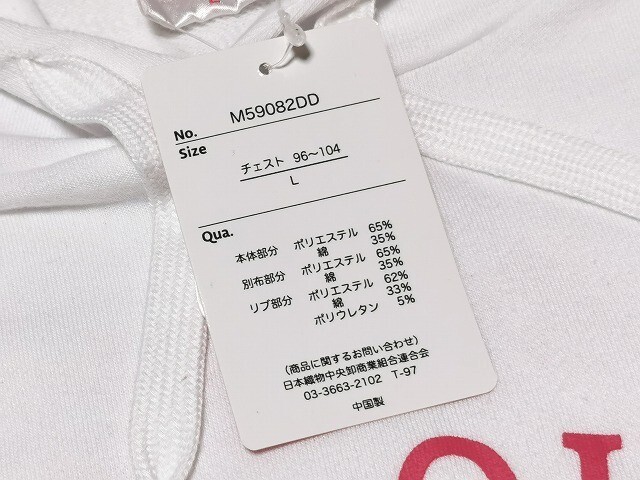 No. M59082DD
Size
チェスト 96～104
L
Qua.
本体部分 ポリエステル 65%
綿 35%
別布部分 ポリエステル 65%
綿 35%
リブ部分 ポリエステル 62%
綿 33%
ポリウレタン 5%
(商品に関するお問い合わせ)
日本織物中央卸商業組合連合会
03-3663-2102 T-97
中国製